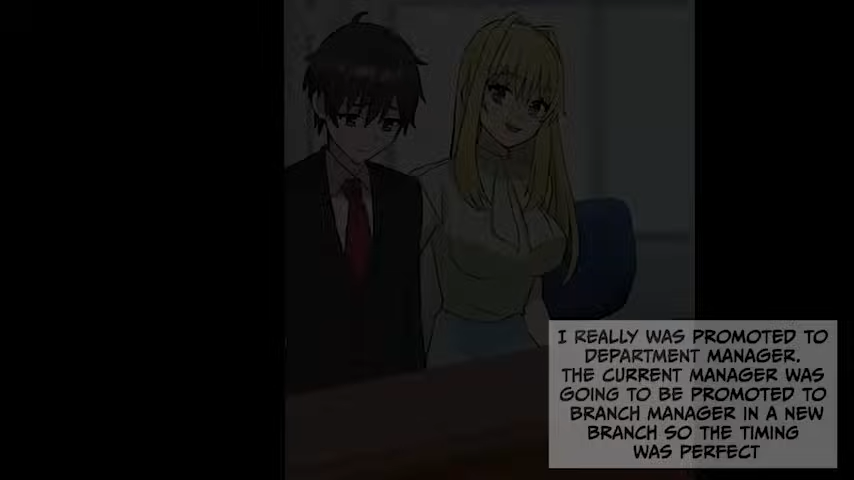 I REALLY WAS PROMOTED TO
DEPARTMENT MANAGER.
THE CURRENT MANAGER WAS
GOING TO BE PROMOTED TO
BRANCH MANAGER IN A NEW
BRANCH SO THE TIMING
WAS PERFECT